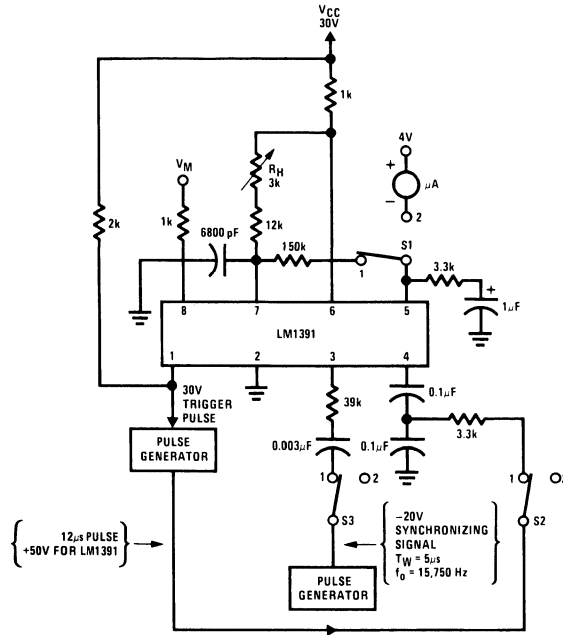 VCC
30V
1k
4V
+
μA
−
2
VM
RH
3k
2k
1k
6800 pF
12k
150k
S1
1
3.3k
+
1μF
8 7 6 5
LM1391
1 2 3 4
30V
TRIGGER
PULSE
39k
0.1μF
PULSE
GENERATOR
0.003μF
0.1μF
3.3k
1 2
1 2
S3
S2
12μs PULSE
+50V FOR LM1391
−20V
SYNCHRONIZING
SIGNAL
TW = 5μs
fo = 15,750 Hz
PULSE
GENERATOR